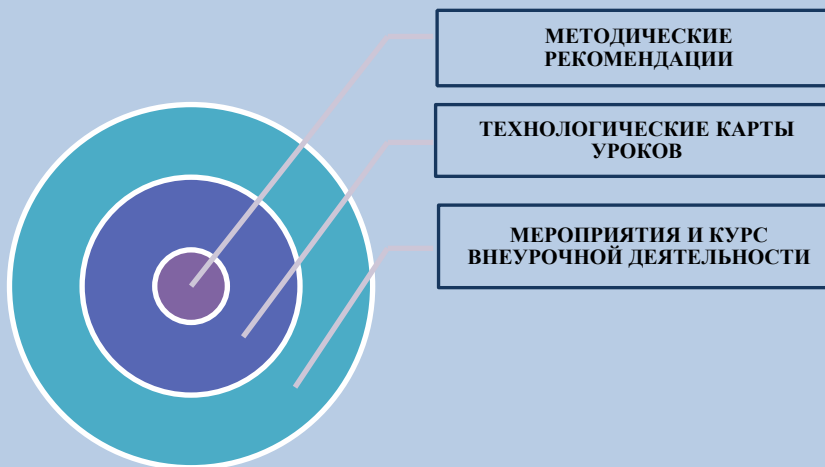 МЕТОДИЧЕСКИЕ
РЕКОМЕНДАЦИИ
ТЕХНОЛОГИЧЕСКИЕ КАРТЫ
УРОКОВ
МЕРОПРИЯТИЯ И КУРС
ВНЕУРОЧНОЙ ДЕЯТЕЛЬНОСТИ